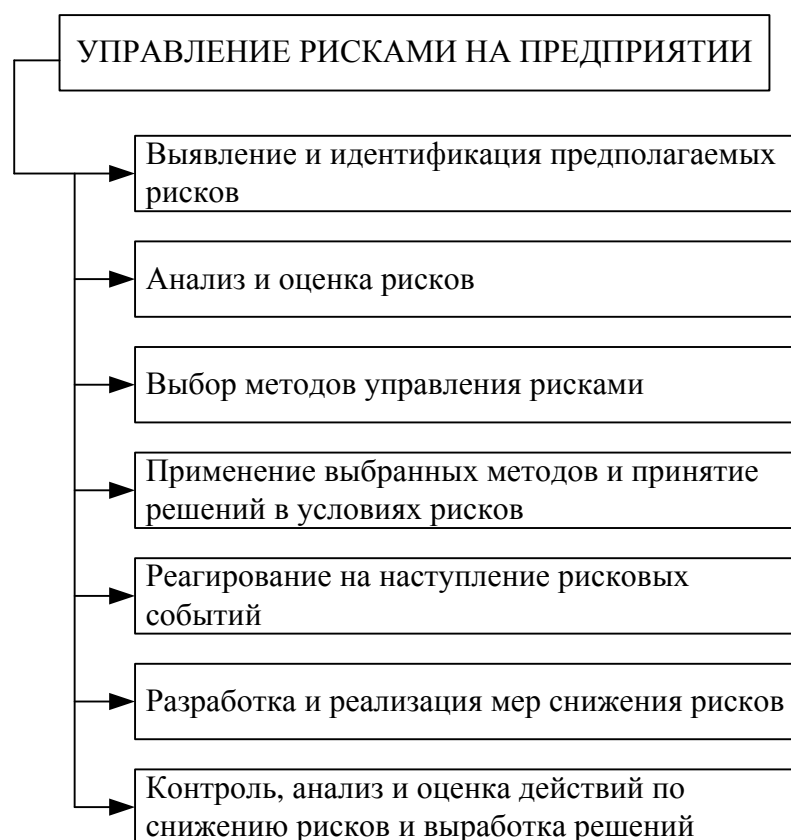 УПРАВЛЕНИЕ РИСКАМИ НА ПРЕДПРИЯТИИ
Выявление и идентификация предполагаемых
рисков
Анализ и оценка рисков
Выбор методов управления рисками
Применение выбранных методов и принятие
решений в условиях рисков
Реагирование на наступление рисковых
событий
Разработка и реализация мер снижения рисков
Контроль, анализ и оценка действий по
снижению рисков и выработка решений